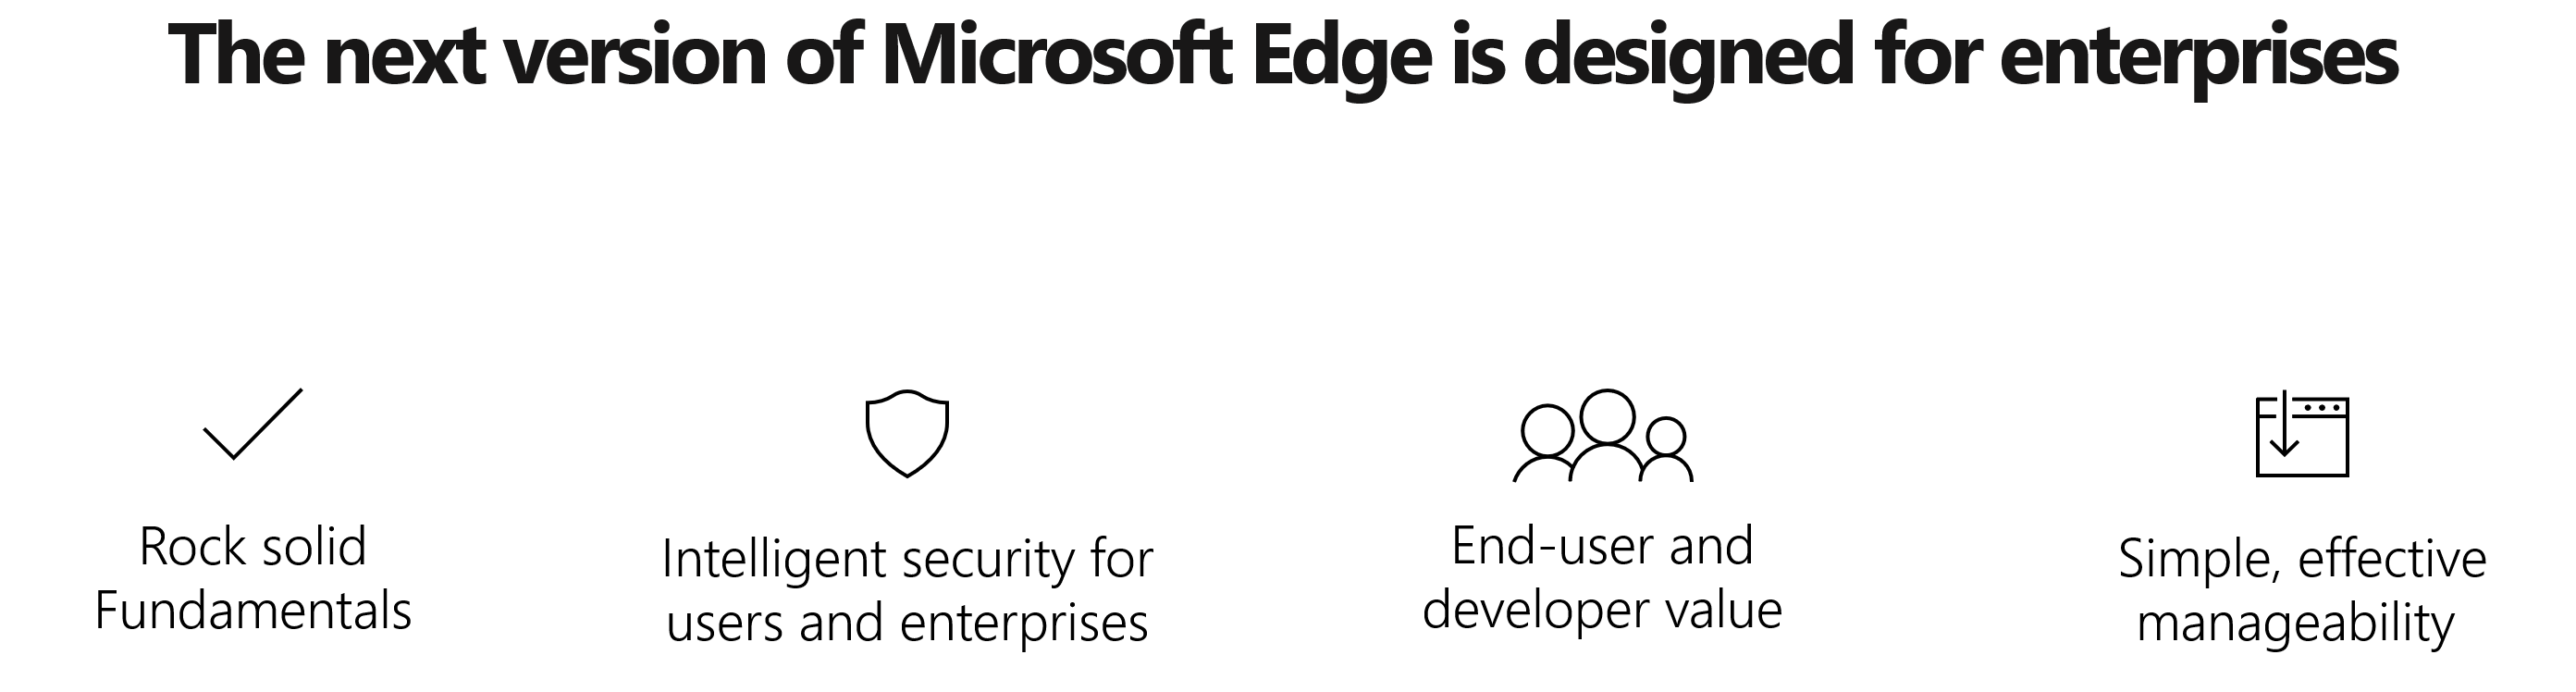 The next version of Microsoft Edge is designed for enterprises
Rock solid
Fundamentals
Intelligent security for
users and enterprises
End-user and
developer value
Simple, effective
manageability